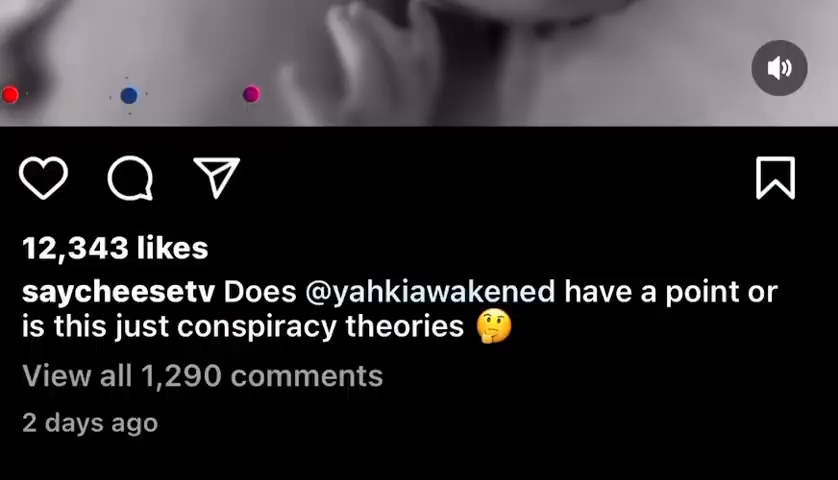 12,343 likes
saycheesetv Does @yahkiawakened have a point or
is this just conspiracy theories 🤔
View all 1,290 comments
2 days ago